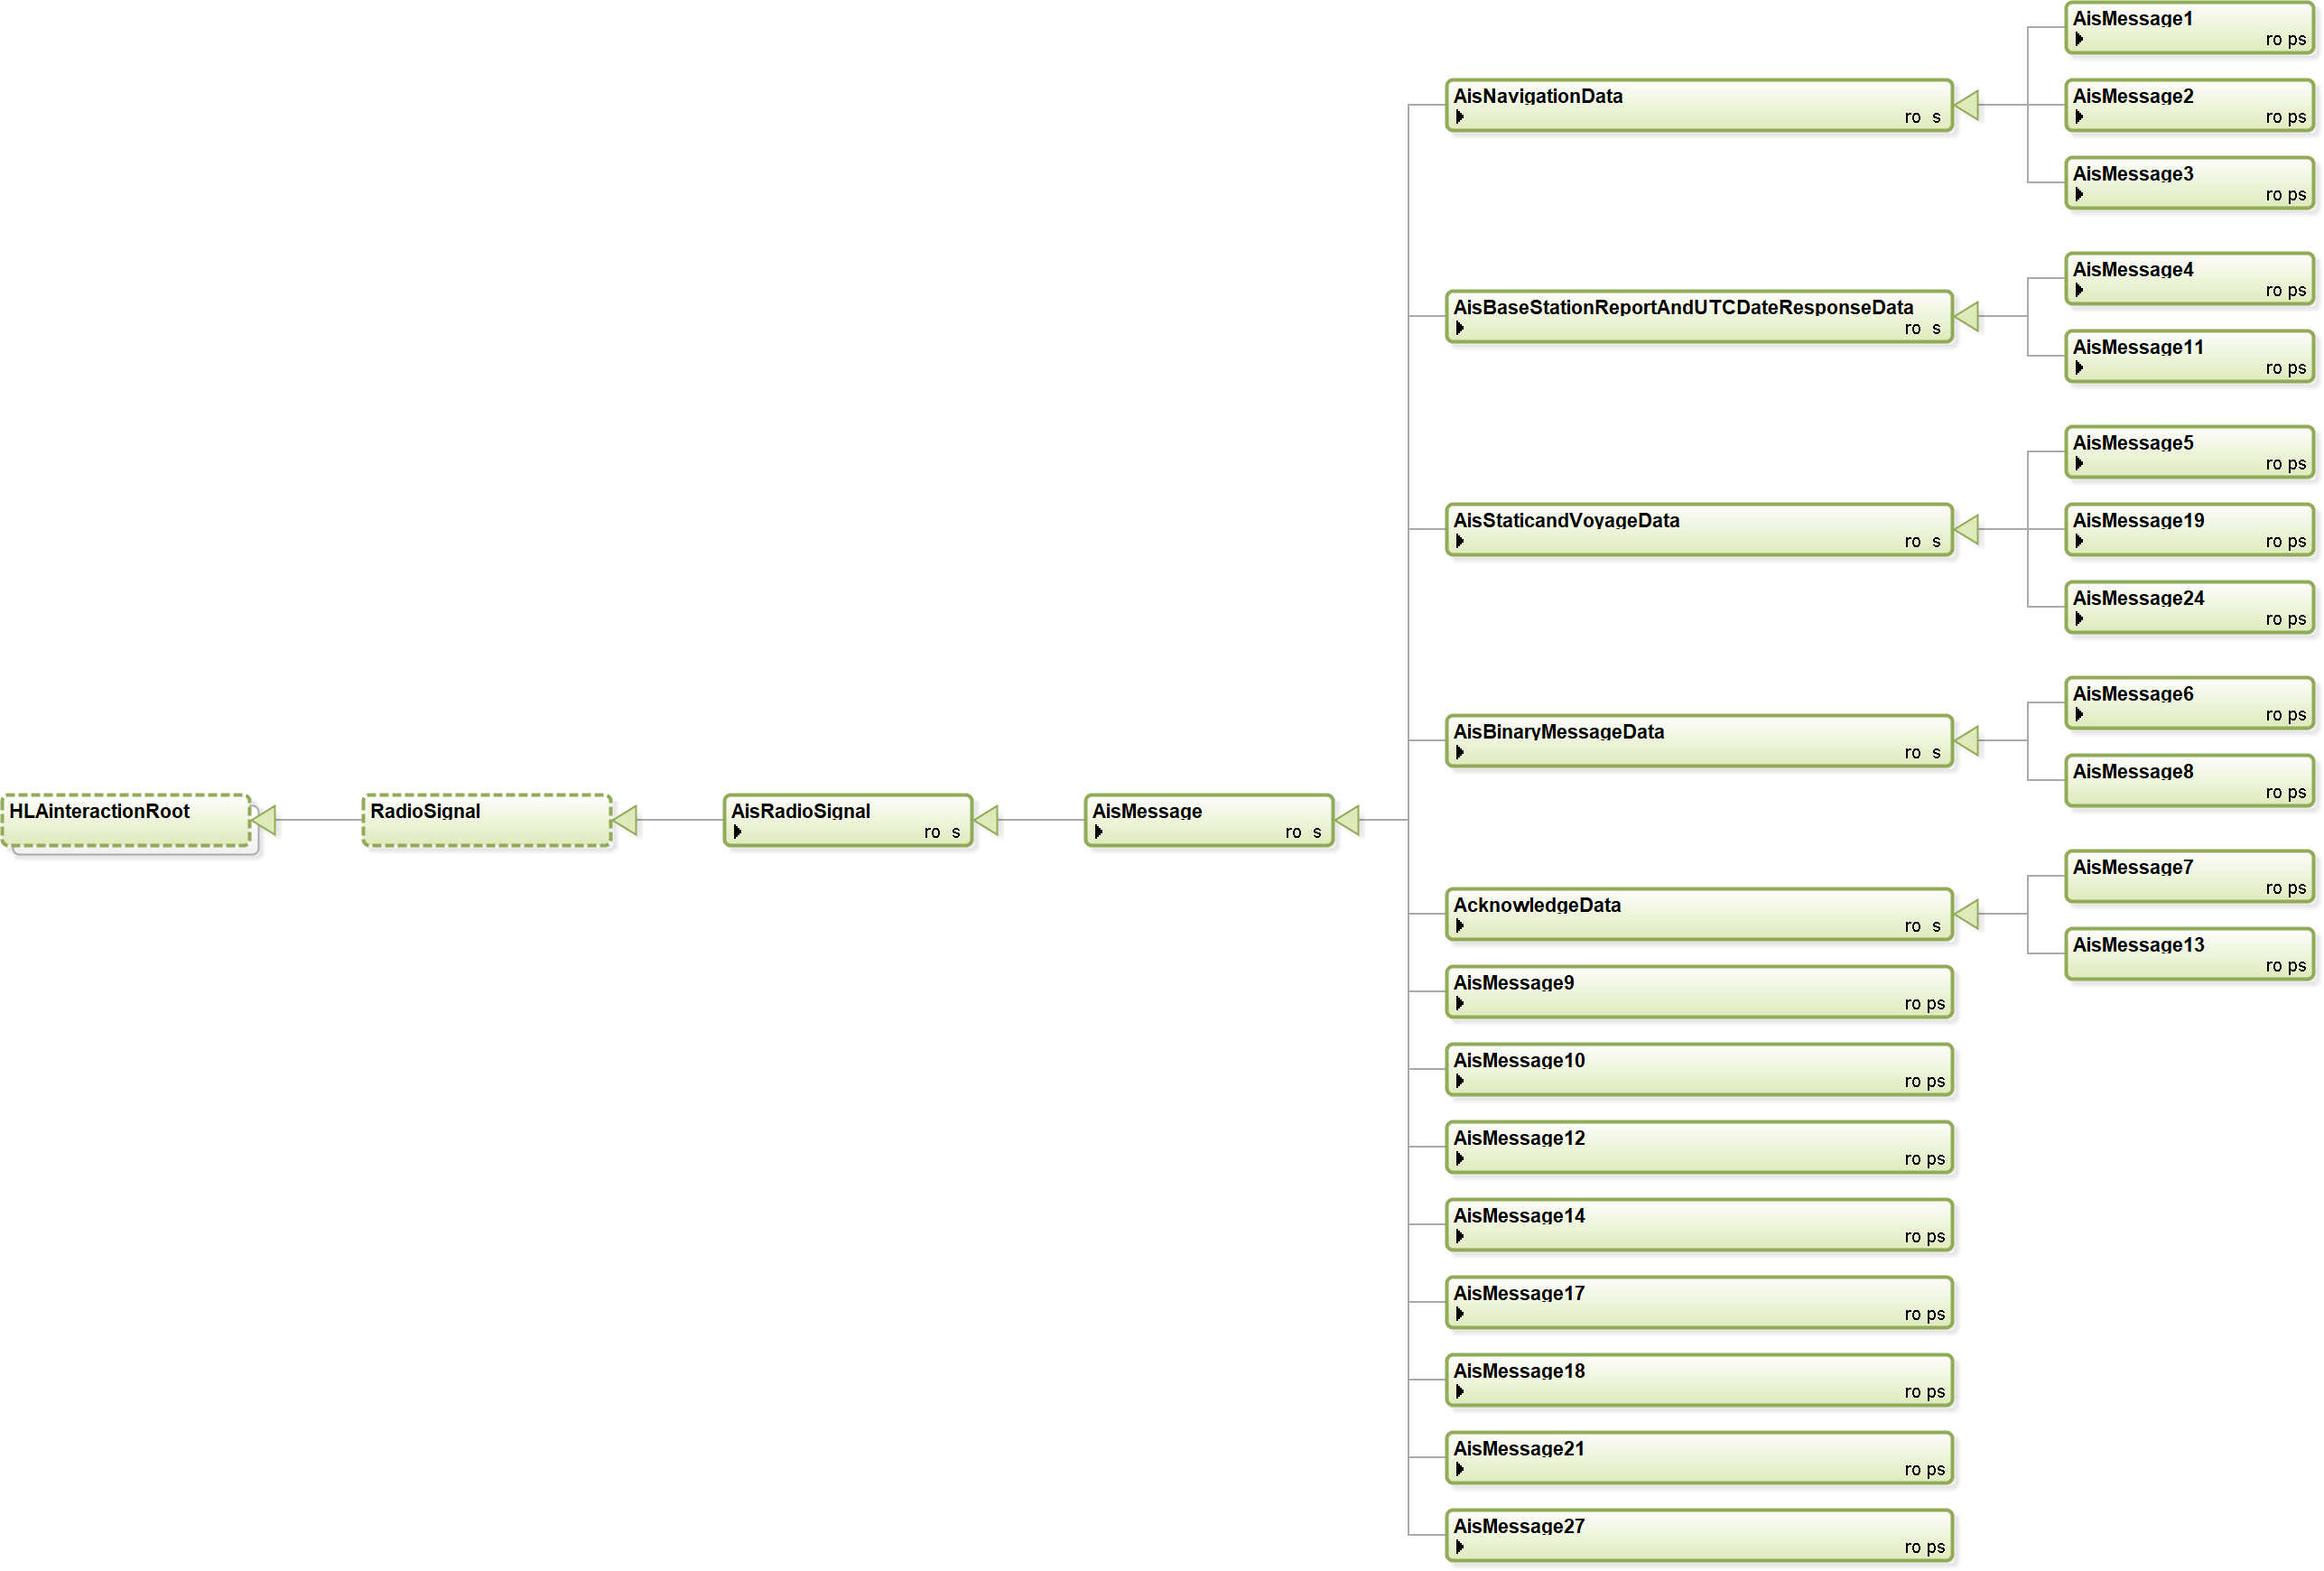 HLAinteractionRoot
RadioSignal
AisRadioSignal
ro s
AisMessage
ro s
AisNavigationData
ro s
AisMessage1
ro ps
AisMessage2
ro ps
AisMessage3
ro ps
AisBaseStationReportAndUTCDateResponseData
ro s
AisMessage4
ro ps
AisMessage11
ro ps
AisStaticandVoyageData
ro s
AisMessage5
ro ps
AisMessage19
ro ps
AisMessage24
ro ps
AisBinaryMessageData
ro s
AisMessage6
ro ps
AisMessage8
ro ps
AcknowledgeData
ro s
AisMessage7
ro ps
AisMessage13
ro ps
AisMessage9
ro ps
AisMessage10
ro ps
AisMessage12
ro ps
AisMessage14
ro ps
AisMessage17
ro ps
AisMessage18
ro ps
AisMessage21
ro ps
AisMessage27
ro ps